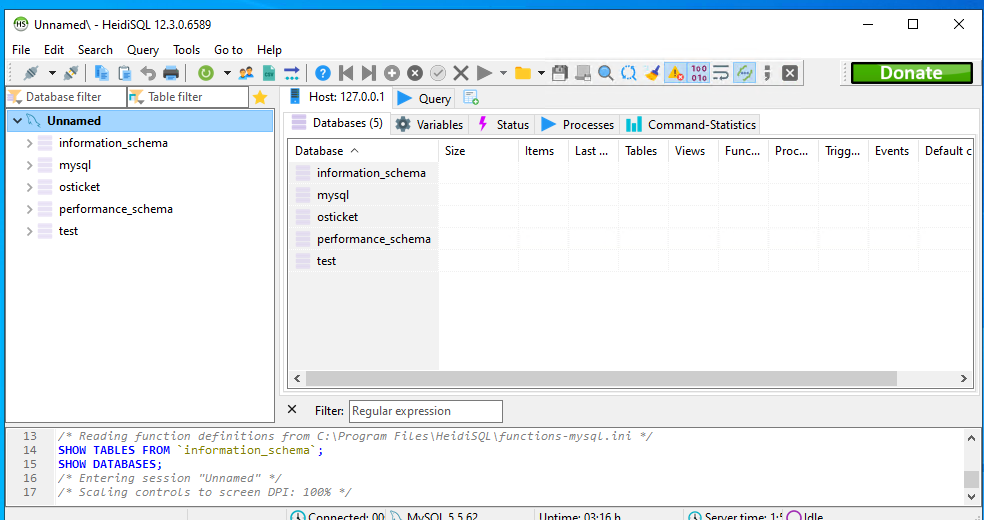 HS Unnamed\ - HeidiSQL 12.3.0.6589
File Edit Search Query Tools Go to Help
Donate
Database filter Table filter
Host: 127.0.0.1 Query
Unnamed
information_schema
mysql
osticket
performance_schema
test
Databases (5) Variables Status Processes Command-Statistics
Database Size Items Last ... Tables Views Func... Proc... Trigg... Events Default c
information_schema
mysql
osticket
performance_schema
test
Filter: Regular expression
13 /* Reading function definitions from C:\Program Files\HeidiSQL\functions-mysql.ini */
14 SHOW TABLES FROM `information_schema`;
15 SHOW DATABASES;
16 /* Entering session "Unnamed" */
17 /* Scaling controls to screen DPI: 100% */
Connected: 00: MySQL 5.5.62 Uptime: 03:16 h Server time: 1: Idle